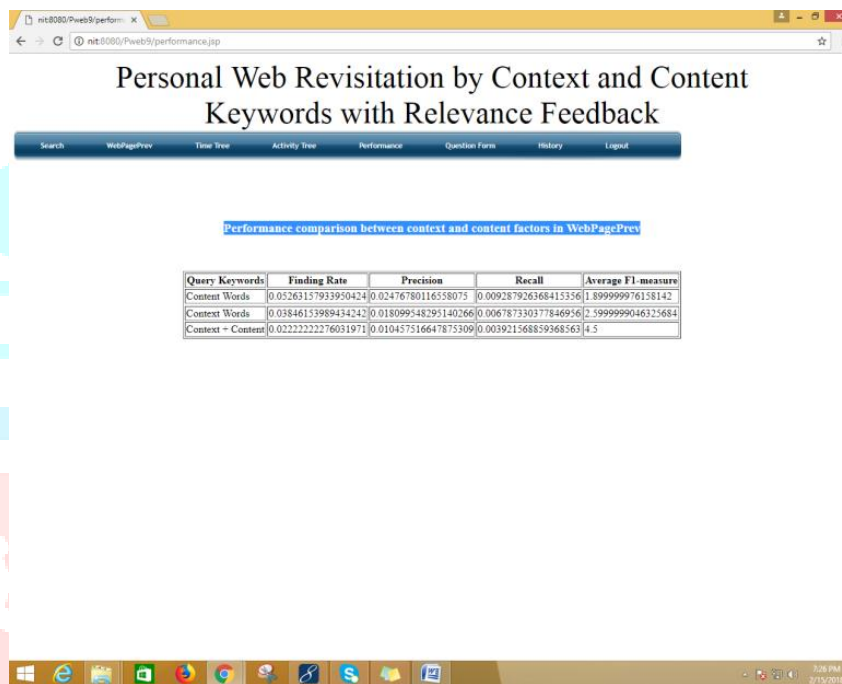 nit:8080/Pweb9/perform
nit:8080/Pweb9/performance.jsp
Personal Web Revisitation by Context and Content
Keywords with Relevance Feedback
Search WebPagePrev Time Tree Activity Tree Performance Question Form History Logout
Performance comparison between context and content factors in WebPagePrev
Query Keywords Finding Rate Precision Recall Average F1-measure
Content Words 0.05263157933950424 0.02476780116558075 0.009287926368415356 1.899999976158142
Context Words 0.03846153989434242 0.018099548295140266 0.006787330377846956 2.5999999046325684
Context + Content 0.02222222276031971 0.010457516647875309 0.003921568859368563 4.5
7:26 PM